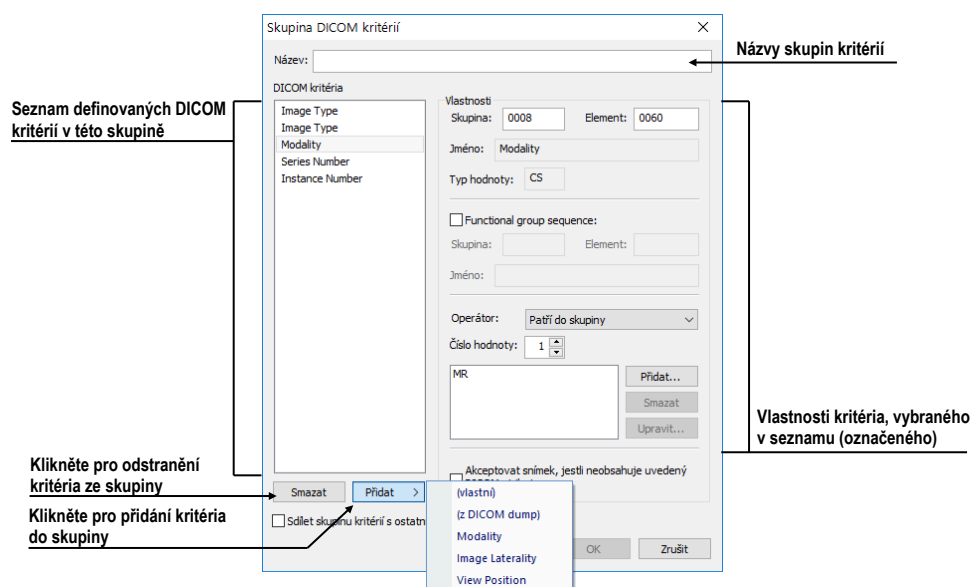 Skupina DICOM kritérií
Název:
Názvy skupin kritérií
DICOM kritéria
Seznam definovaných DICOM
kritérií v této skupině
Image Type
Image Type
Modality
Series Number
Instance Number
Vlastnosti
Skupina: 0008 Element: 0060
Jméno: Modality
Typ hodnoty: CS
Functional group sequence:
Skupina: Element:
Jméno:
Operátor: Patří do skupiny
Číslo hodnoty: 1
MR
Přidat...
Smazat
Upravit...
Vlastnosti kritéria, vybraného
v seznamu (označeného)
Akceptovat snímek, jestli neobsahuje uvedený
Klikněte pro odstranění
kritéria ze skupiny
Smazat Přidat >
Klikněte pro přidání kritéria
do skupiny
Sdílet skupinu kritérií s ostatn
(vlastní)
(z DICOM dump)
Modality
Image Laterality
View Position
OK Zrušit